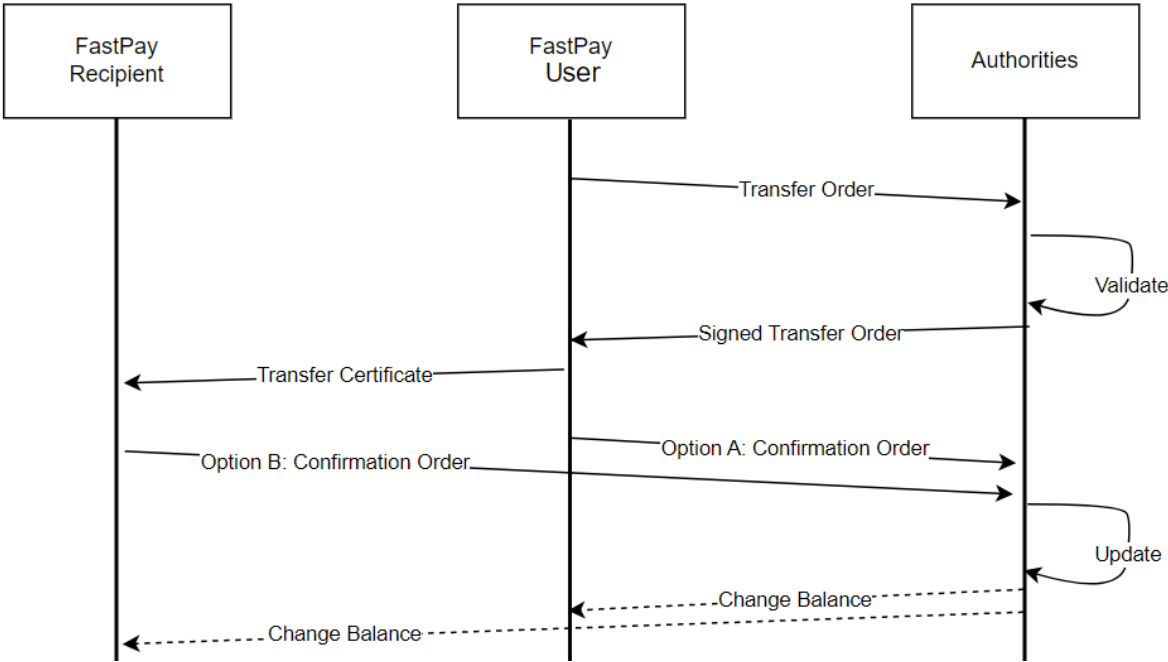 FastPay
Recipient
FastPay
User
Authorities
Transfer Order
Validate
Signed Transfer Order
Transfer Certificate
Option A: Confirmation Order
Option B: Confirmation Order
Update
Change Balance
Change Balance